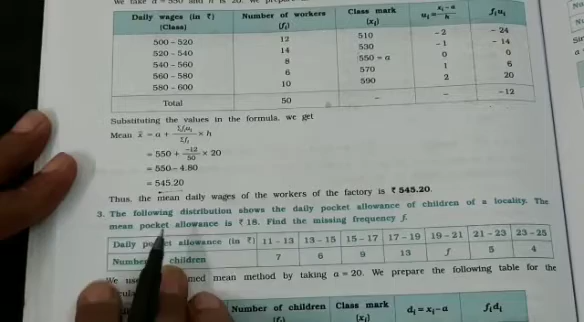 Daily wages (in ₹) Number of workers Class mark uᵢ = xᵢ − a / h fᵢuᵢ
(Class) (fᵢ) (xᵢ)
500 - 520 12 510 - 2 - 24
520 - 540 14 530 - 1 - 14
540 - 560 8 550 = a 0 0
560 - 580 6 570 1 6
580 - 600 10 590 2 20
Total 50 – – -12
Substituting the values in the formula, we get
Mean x̄ = a + Σfᵢuᵢ / Σfᵢ × h
= 550 + -12 / 50 × 20
= 550 - 4.80
= 545.20
Thus, the mean daily wages of the workers of the factory is ₹ 545.20.
3. The following distribution shows the daily pocket allowance of children of a locality. The
mean pocket allowance is ₹ 18. Find the missing frequency f.
Daily allowance (in ₹) 11 - 13 13 - 15 15 - 17 17 - 19 19 - 21 21 - 23 23 - 25
Number children 7 6 9 13 f 5 4
We mean method by taking a = 20. We prepare the following table for the
Number of children Class mark dᵢ = xᵢ - a fᵢdᵢ
(xᵢ)